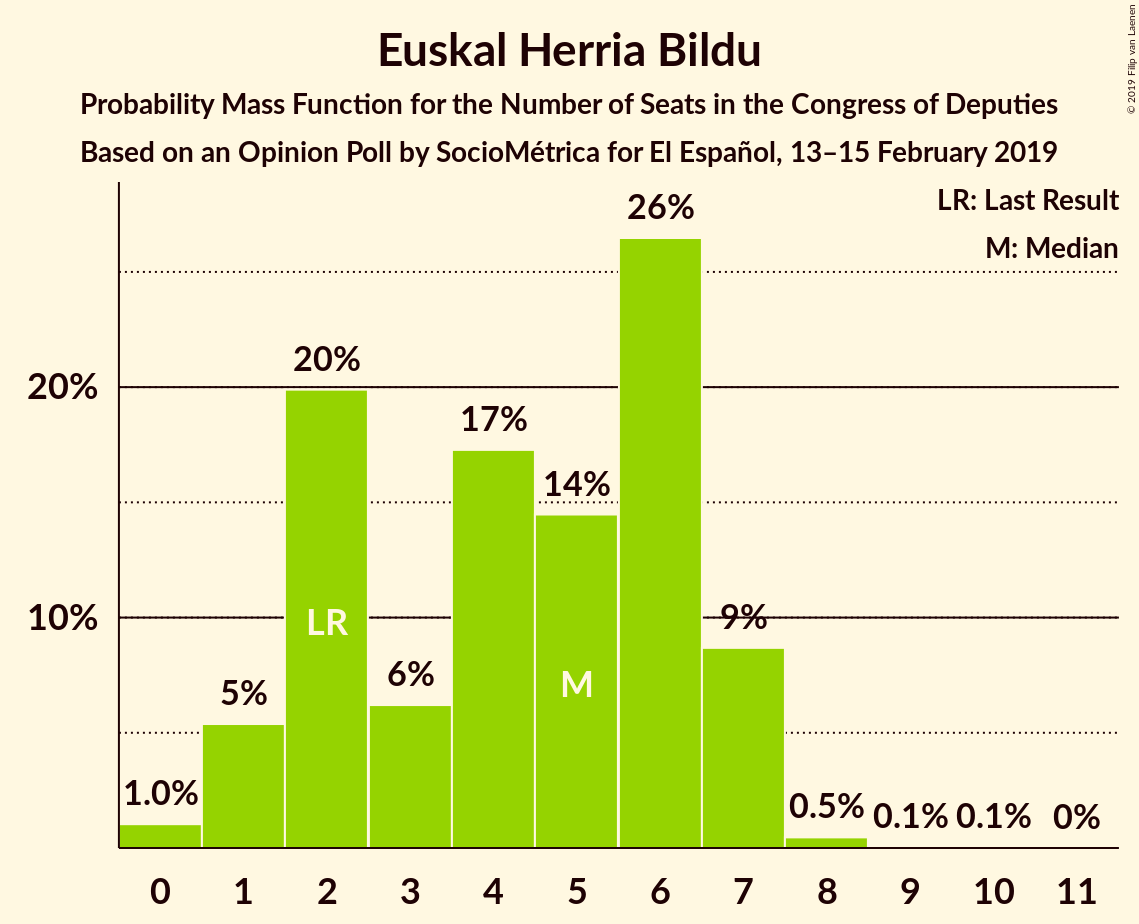 Euskal Herria Bildu
Probability Mass Function for the Number of Seats in the Congress of Deputies
Based on an Opinion Poll by SocioMétrica for El Español, 13–15 February 2019
© 2019 Filip van Laenen
LR: Last Result
M: Median
20%
10%
1.0%
5%
20%
6%
17%
14%
26%
9%
0.5%
0.1%
0.1%
0%
LR
M
0 1 2 3 4 5 6 7 8 9 10 11